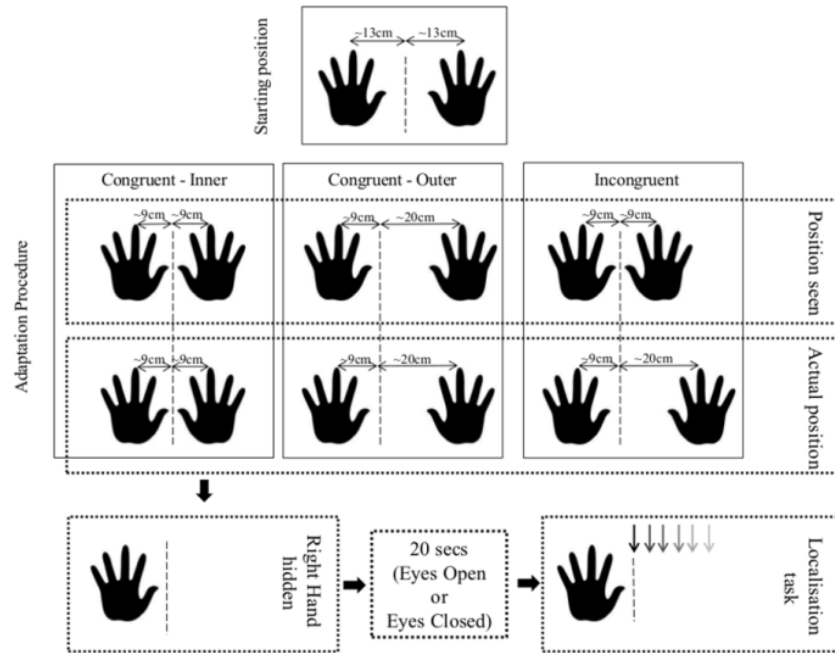 Starting position
~13cm ~13cm
Adaptation Procedure
Congruent - Inner
Congruent - Outer
Incongruent
~9cm ~9cm
~9cm ~20cm
~9cm ~9cm
Position seen
~9cm ~9cm
~9cm ~20cm
~9cm ~20cm
Actual position
Right Hand
hidden
20 secs
(Eyes Open
or
Eyes Closed)
Localisation
task